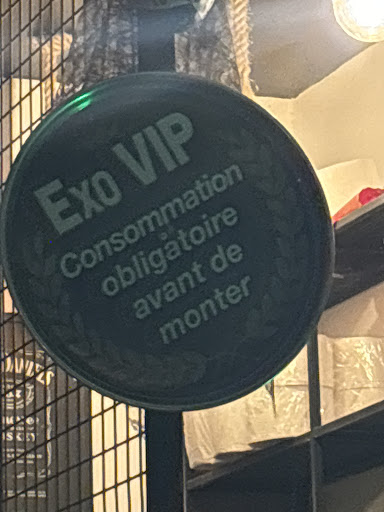 Exo VIP
Consommation
obligatoire
avant de
monter